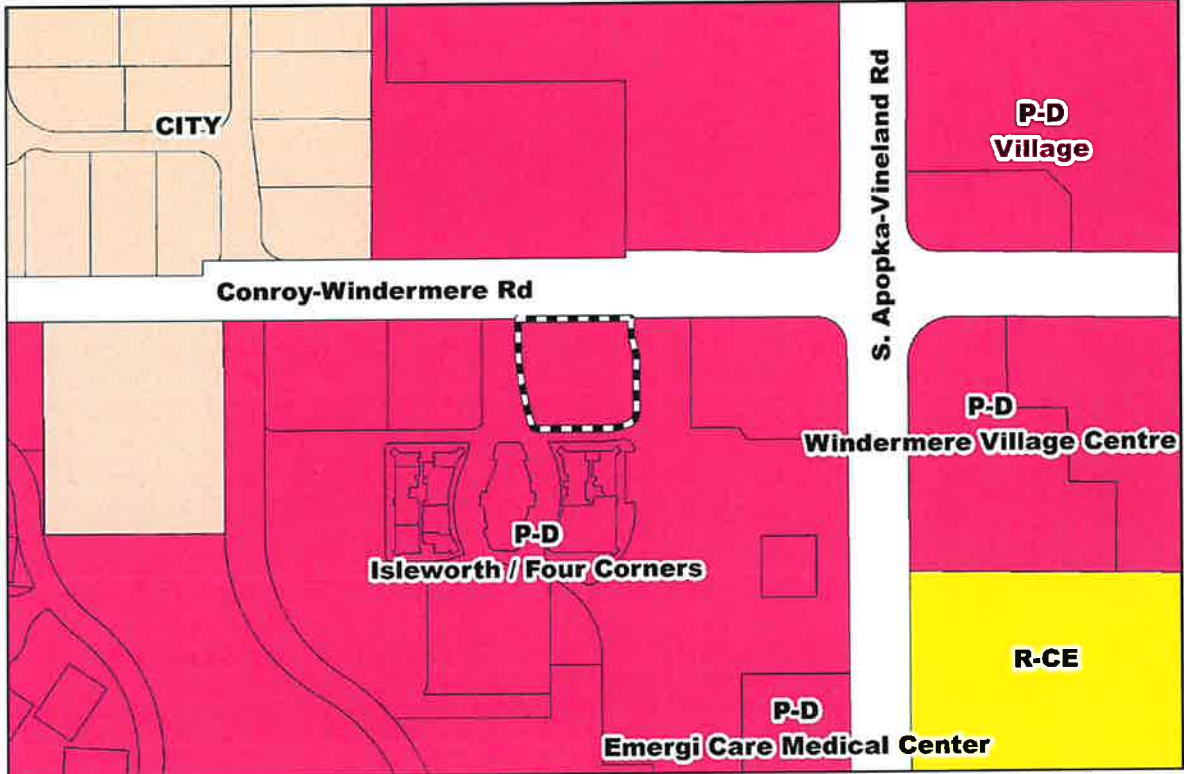 CITY
P-D
Village
S. Apopka-Vineland Rd
Conroy-Windermere Rd
P-D
Windermere Village Centre
P-D
Isleworth / Four Corners
R-CE
P-D
Emergi Care Medical Center